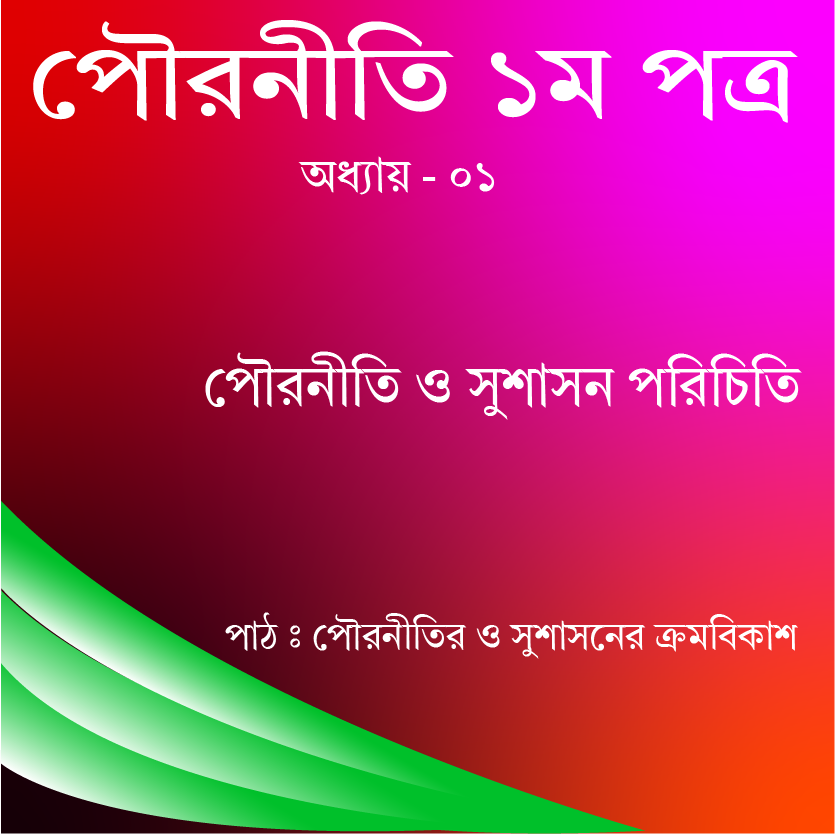 পৌরনীতি ১ম পত্র
অধ্যায় - ০১
পৌরনীতি ও সুশাসন পরিচিতি
পাঠ ঃ পৌরনীতির ও সুশাসনের ক্রমবিকাশ